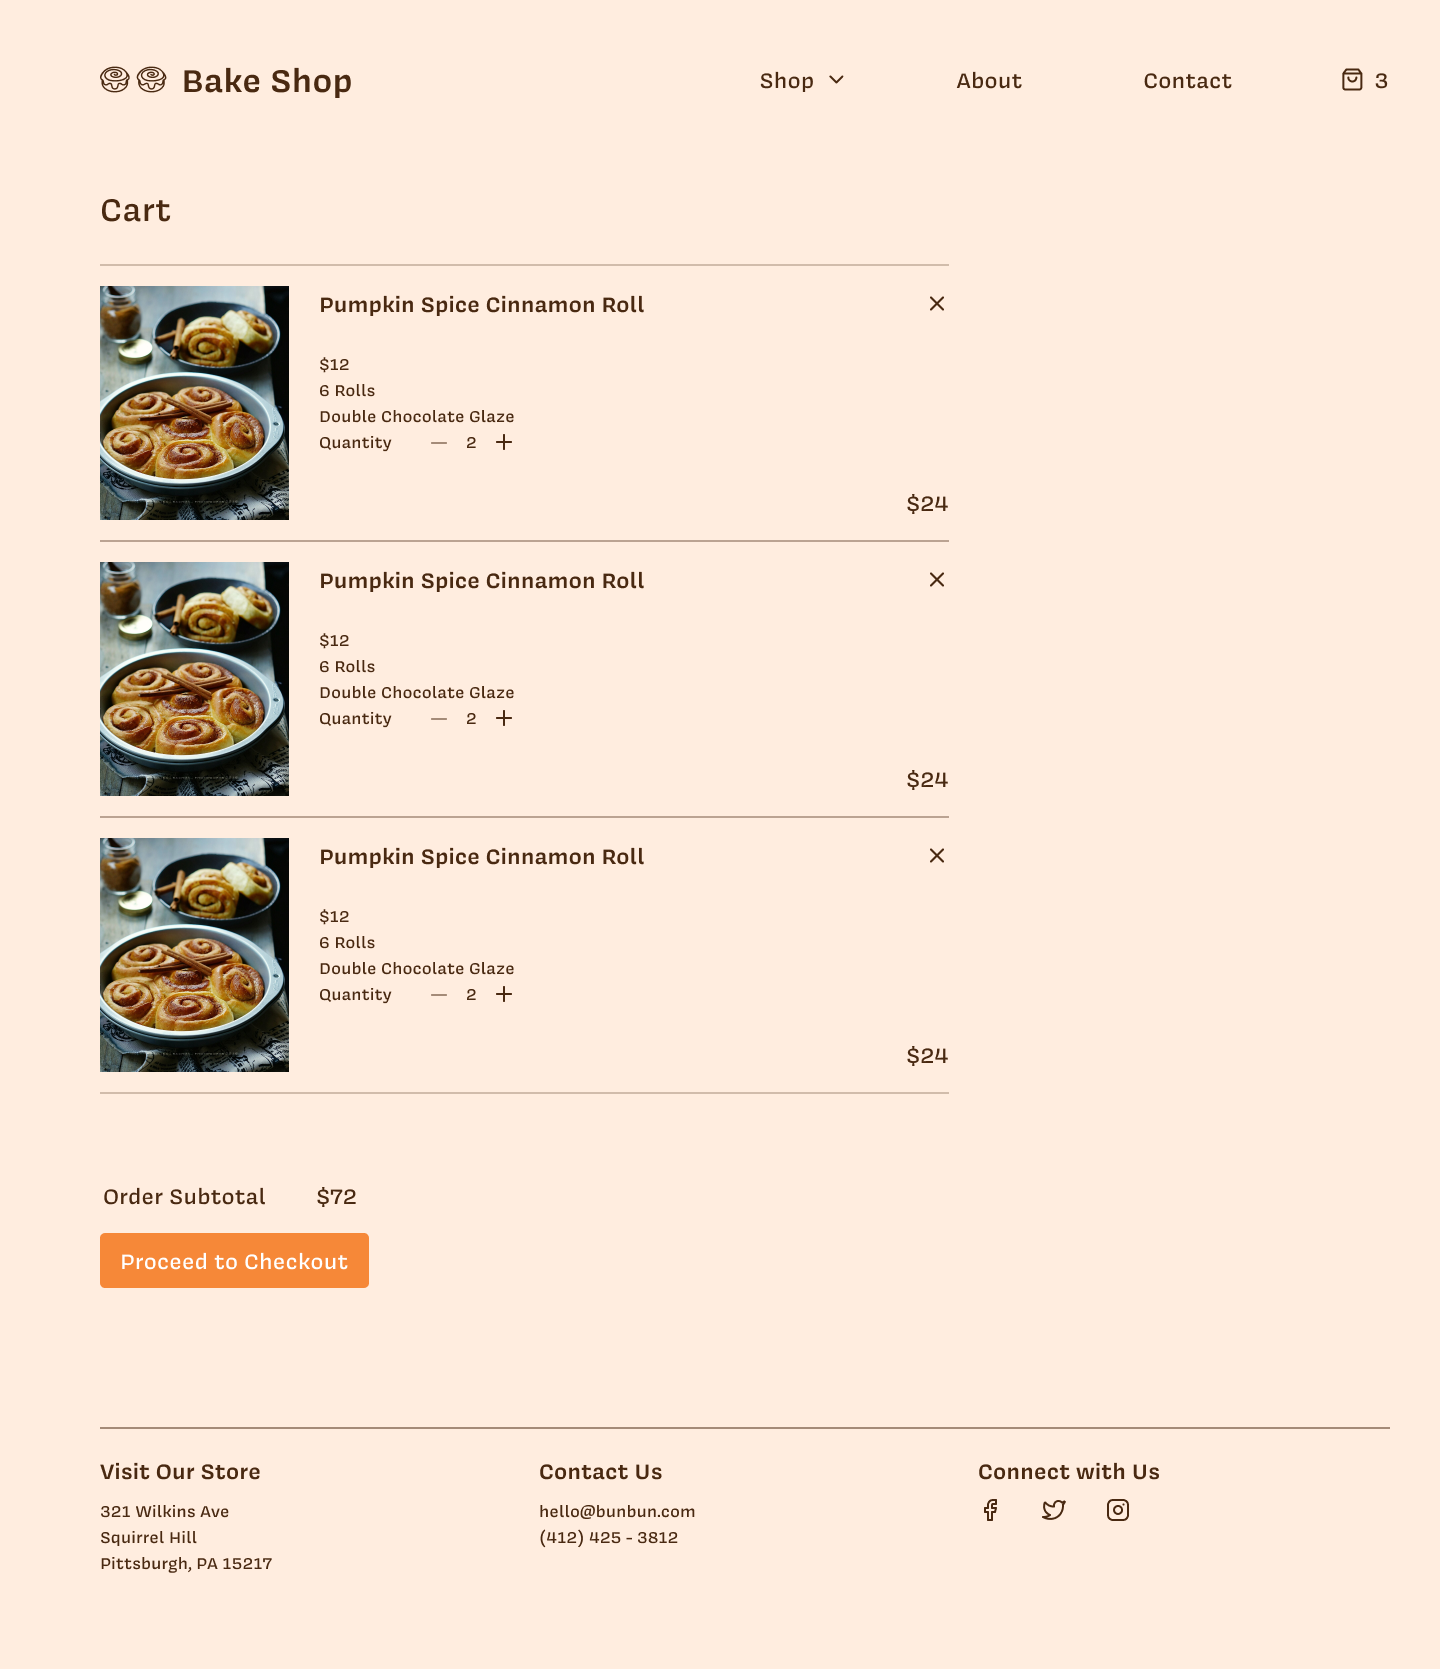 Bake Shop
Shop
About
Contact
3
Cart
Pumpkin Spice Cinnamon Roll
$12
6 Rolls
Double Chocolate Glaze
Quantity 2
$24
Pumpkin Spice Cinnamon Roll
$12
6 Rolls
Double Chocolate Glaze
Quantity 2
$24
Pumpkin Spice Cinnamon Roll
$12
6 Rolls
Double Chocolate Glaze
Quantity 2
$24
Order Subtotal $72
Proceed to Checkout
Visit Our Store
321 Wilkins Ave
Squirrel Hill
Pittsburgh, PA 15217
Contact Us
hello@bunbun.com
(412) 425 - 3812
Connect with Us